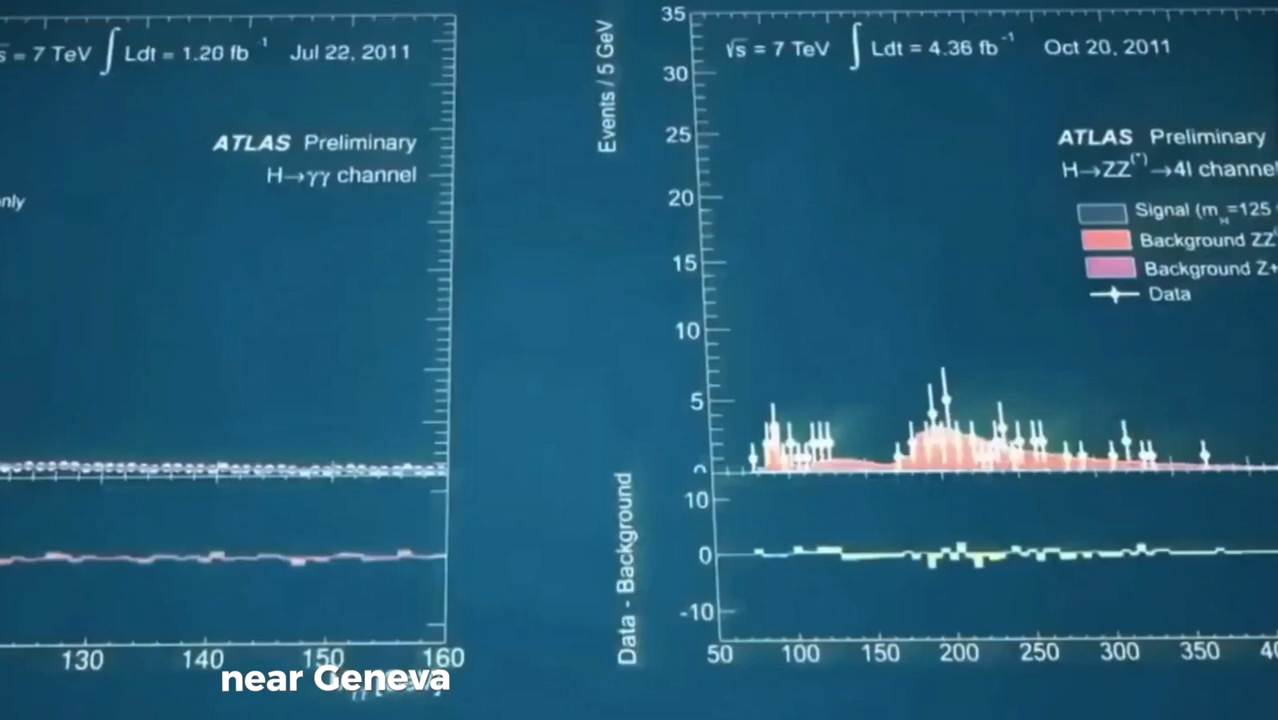 s = 7 TeV ∫ Ldt = 1.20 fb⁻¹ Jul 22, 2011
ATLAS Preliminary
H→γγ channel
nly
130 140 150 160
Events / 5 GeV
35
30
25
20
15
10
5
0
√s = 7 TeV ∫ Ldt = 4.36 fb⁻¹ Oct 20, 2011
ATLAS Preliminary
H→ZZ⁽*⁾→4l channel
Signal (m_H=125
Background ZZ
Background Z+
Data
Data - Background
10
0
-10
50 100 150 200 250 300 350 40
near Geneva